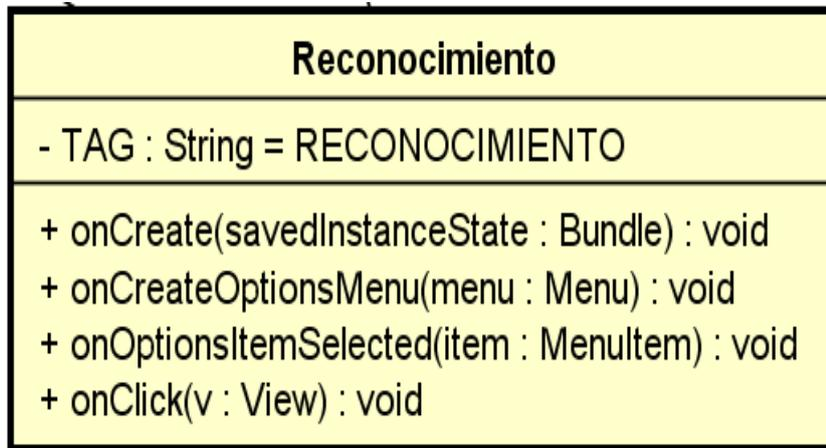 Reconocimiento
- TAG : String = RECONOCIMIENTO
+ onCreate(savedInstanceState : Bundle) : void
+ onCreateOptionsMenu(menu : Menu) : void
+ onOptionsItemSelected(item : MenuItem) : void
+ onClick(v : View) : void